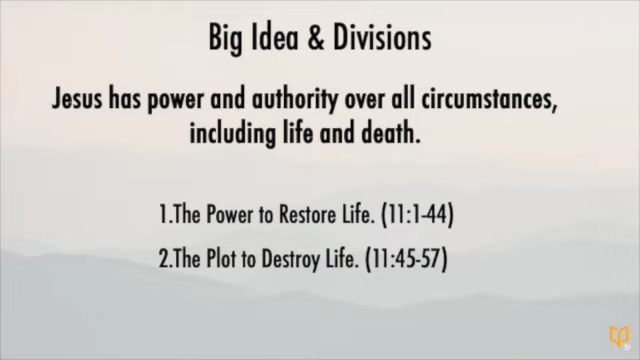 Big Idea & Divisions
Jesus has power and authority over all circumstances,
including life and death.
1.The Power to Restore Life. (11:1-44)
2.The Plot to Destroy Life. (11:45-57)